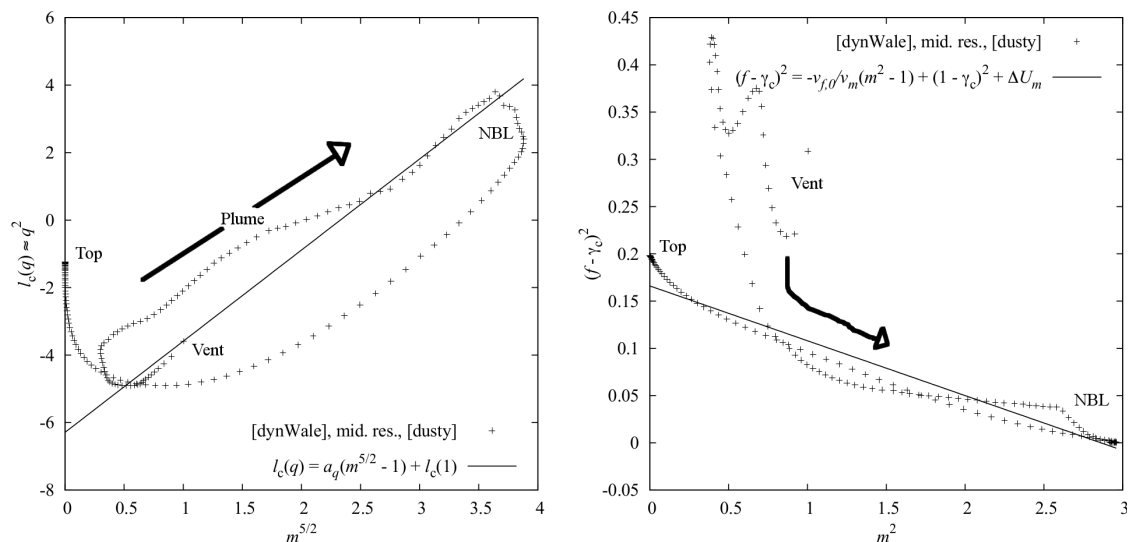 8
6
4
2
0
-2
-4
-6
-8
l_c(q) ≈ q²
Top
Plume
NBL
Vent
[dynWale], mid. res., [dusty]
l_c(q) = a_q(m^{5/2} - 1) + l_c(1)
0 0.5 1 1.5 2 2.5 3 3.5 4
m^{5/2}
0.45
0.4
0.35
0.3
0.25
0.2
0.15
0.1
0.05
0
-0.05
(f - γ_c)²
[dynWale], mid. res., [dusty]
(f - γ_c)² = -v_{f,0}/v_m(m² - 1) + (1 - γ_c)² + ΔU_m
Vent
Top
NBL
0 0.5 1 1.5 2 2.5 3
m²